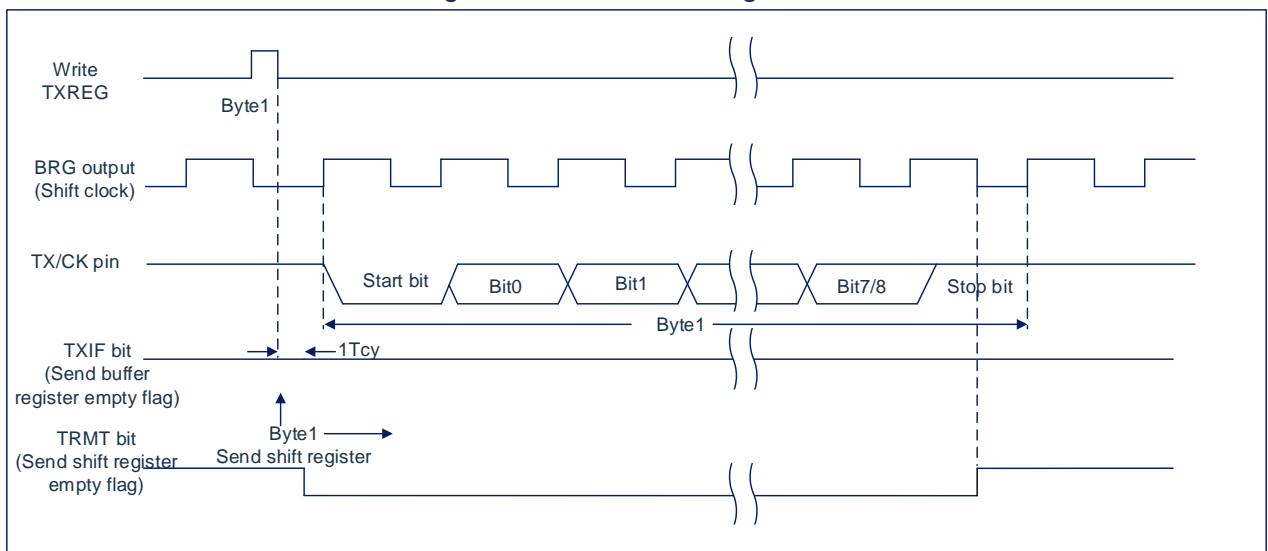 Write
TXREG
Byte1
BRG output
(Shift clock)
TX/CK pin
Start bit
Bit0
Bit1
Bit7/8
Stop bit
Byte1
TXIF bit
(Send buffer
register empty flag)
1Tcy
TRMT bit
(Send shift register
empty flag)
Byte1
Send shift register